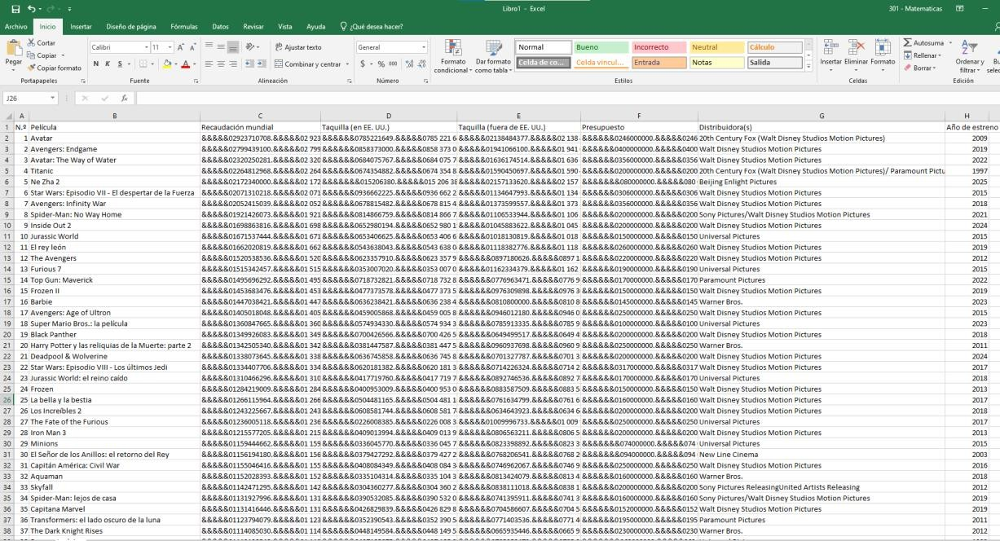 Libro1 - Excel
301 - Matematicas
Archivo Inicio Insertar Diseño de página Fórmulas Datos Revisar Vista Ayuda ¿Qué desea hacer?
Pegar
Cortar
Copiar
Copiar formato
Portapapeles
Calibri 11
N K S
Fuente
Ajustar texto
Combinar y centrar
Alineación
General
$ % 000
Número
Formato condicional
Dar formato como tabla
Normal Bueno Incorrecto Neutral Cálculo
Celda de co... Celda vincul... Entrada Notas Salida
Estilos
Insertar Eliminar Formato
Celdas
Autosuma
Rellenar
Borrar
Ordenar y filtrar
Edición
J26
fx
A B C D E F G H
1 N.º Película Recaudación mundial Taquilla (en EE. UU.) Taquilla (fuera de EE. UU.) Presupuesto Distribuidora(s) Año de estreno
2 1 Avatar &&&&&02923710708.&&&&&02 923 &&&&&0785221649.&&&&&0785 221 6 &&&&&02138484377.&&&&&02 138 &&&&&0246000000.&&&&&0246 20th Century Fox (Walt Disney Studios Motion Pictures) 2009
3 2 Avengers: Endgame &&&&&02799439100.&&&&&02 799 &&&&&0858373000.&&&&&0858 373 0 &&&&&01941066100.&&&&&01 941 &&&&&0400000000.&&&&&0400 Walt Disney Studios Motion Pictures 2019
4 3 Avatar: The Way of Water &&&&&02320250281.&&&&&02 320 &&&&&0684075767.&&&&&0684 075 7 &&&&&01636174514.&&&&&01 636 &&&&&0356000000.&&&&&0356 Walt Disney Studios Motion Pictures 2022
5 4 Titanic &&&&&02264812968.&&&&&02 264 &&&&&0674354882.&&&&&0674 354 8 &&&&&01590450697.&&&&&01 590 &&&&&0200000000.&&&&&0200 20th Century Fox (Walt Disney Studios Motion Pictures)/ Paramount Pictu 1997
6 5 Ne Zha 2 &&&&&02172340000.&&&&&02 172 &&&&&015206380.&&&&&015 206 38 &&&&&02157133620.&&&&&02 157 &&&&&080000000.&&&&&080 Beijing Enlight Pictures 2025
7 6 Star Wars: Episodio VII - El despertar de la Fuerza &&&&&02071310218.&&&&&02 071 &&&&&0936662225.&&&&&0936 662 2 &&&&&01134647993.&&&&&01 134 &&&&&0306000000.&&&&&0306 Walt Disney Studios Motion Pictures 2015
8 7 Avengers: Infinity War &&&&&02052415039.&&&&&02 052 &&&&&0678815482.&&&&&0678 815 4 &&&&&01373599557.&&&&&01 373 &&&&&0356000000.&&&&&0356 Walt Disney Studios Motion Pictures 2018
9 8 Spider-Man: No Way Home &&&&&01921426073.&&&&&01 921 &&&&&0814866759.&&&&&0814 866 7 &&&&&01106533944.&&&&&01 106 &&&&&0200000000.&&&&&0200 Sony Pictures/Walt Disney Studios Motion Pictures 2021
10 9 Inside Out 2 &&&&&01698863816.&&&&&01 698 &&&&&0652980194.&&&&&0652 980 1 &&&&&01045883622.&&&&&01 045 &&&&&0200000000.&&&&&0200 Walt Disney Studios Motion Pictures 2024
11 10 Jurassic World &&&&&01671537444.&&&&&01 671 &&&&&0653406625.&&&&&0653 406 6 &&&&&01018130819.&&&&&01 018 &&&&&0150000000.&&&&&0150 Universal Pictures 2015
12 11 El rey león &&&&&01662020819.&&&&&01 662 &&&&&0543638043.&&&&&0543 638 0 &&&&&01118382776.&&&&&01 118 &&&&&0260000000.&&&&&0260 Walt Disney Studios Motion Pictures 2019
13 12 The Avengers &&&&&01520538536.&&&&&01 520 &&&&&0623357910.&&&&&0623 357 9 &&&&&0897180626.&&&&&0897 1 &&&&&0220000000.&&&&&0220 Walt Disney Studios Motion Pictures 2012
14 13 Furious 7 &&&&&01515342457.&&&&&01 515 &&&&&0353007020.&&&&&0353 007 0 &&&&&01162334379.&&&&&01 162 &&&&&0190000000.&&&&&0190 Universal Pictures 2015
15 14 Top Gun: Maverick &&&&&01495696292.&&&&&01 495 &&&&&0718732821.&&&&&0718 732 8 &&&&&0776963471.&&&&&0776 9 &&&&&0170000000.&&&&&0170 Paramount Pictures 2022
16 15 Frozen II &&&&&01453683476.&&&&&01 453 &&&&&0477373578.&&&&&0477 373 5 &&&&&0976309898.&&&&&0976 3 &&&&&0150000000.&&&&&0150 Walt Disney Studios Motion Pictures 2019
17 16 Barbie &&&&&01447038421.&&&&&01 447 &&&&&0636238421.&&&&&0636 238 4 &&&&&0810800000.&&&&&0810 8 &&&&&0145000000.&&&&&0145 Warner Bros. 2023
18 17 Avengers: Age of Ultron &&&&&01405018048.&&&&&01 405 &&&&&0459005868.&&&&&0459 005 8 &&&&&0946012180.&&&&&0946 0 &&&&&0250000000.&&&&&0250 Walt Disney Studios Motion Pictures 2015
19 18 Super Mario Bros.: la película &&&&&01360847665.&&&&&01 360 &&&&&0574934330.&&&&&0574 934 3 &&&&&0785913335.&&&&&0785 9 &&&&&0100000000.&&&&&0100 Universal Pictures 2023
20 19 Black Panther &&&&&01349926083.&&&&&01 349 &&&&&0700426566.&&&&&0700 426 5 &&&&&0649499517.&&&&&0649 4 &&&&&0200000000.&&&&&0200 Walt Disney Studios Motion Pictures 2018
21 20 Harry Potter y las reliquias de la Muerte: parte 2 &&&&&01342505340.&&&&&01 342 &&&&&0381447587.&&&&&0381 447 5 &&&&&0960937698.&&&&&0960 9 &&&&&0250000000.&&&&&0250 Warner Bros. 2011
22 21 Deadpool & Wolverine &&&&&01338073645.&&&&&01 338 &&&&&0636745858.&&&&&0636 745 8 &&&&&0701327787.&&&&&0701 3 &&&&&0200000000.&&&&&0200 Walt Disney Studios Motion Pictures 2024
23 22 Star Wars: Episodio VIII - Los últimos Jedi &&&&&01334407706.&&&&&01 334 &&&&&0620181382.&&&&&0620 181 3 &&&&&0714226324.&&&&&0714 2 &&&&&0317000000.&&&&&0317 Walt Disney Studios Motion Pictures 2017
24 23 Jurassic World: el reino caído &&&&&01310466296.&&&&&01 310 &&&&&0417719760.&&&&&0417 719 7 &&&&&0892746536.&&&&&0892 7 &&&&&0170000000.&&&&&0170 Universal Pictures 2018
25 24 Frozen &&&&&01284219009.&&&&&01 284 &&&&&0400953009.&&&&&0400 953 0 &&&&&0883587509.&&&&&0883 5 &&&&&0150000000.&&&&&0150 Universal Pictures 2013
26 25 La bella y la bestia &&&&&01266115964.&&&&&01 266 &&&&&0504481165.&&&&&0504 481 1 &&&&&0761634799.&&&&&0761 6 &&&&&0160000000.&&&&&0160 Walt Disney Studios Motion Pictures 2017
27 26 Los Increíbles 2 &&&&&01243225667.&&&&&01 243 &&&&&0608581744.&&&&&0608 581 7 &&&&&0634643923.&&&&&0634 6 &&&&&0200000000.&&&&&0200 Walt Disney Studios Motion Pictures 2018
28 27 The Fate of the Furious &&&&&01236005118.&&&&&01 236 &&&&&0226008385.&&&&&0226 008 3 &&&&&01009996733.&&&&&01 009 &&&&&0250000000.&&&&&0250 Universal Pictures 2017
29 28 Iron Man 3 &&&&&01215577205.&&&&&01 215 &&&&&0409013994.&&&&&0409 013 9 &&&&&0806563211.&&&&&0806 5 &&&&&0200000000.&&&&&0200 Walt Disney Studios Motion Pictures 2013
30 29 Minions &&&&&01159444662.&&&&&01 159 &&&&&0336045770.&&&&&0336 045 7 &&&&&0823398892.&&&&&0823 3 &&&&&074000000.&&&&&074 Universal Pictures 2015
31 30 El Señor de los Anillos: el retorno del Rey &&&&&01156194180.&&&&&01 156 &&&&&0379427292.&&&&&0379 427 2 &&&&&0768206541.&&&&&0768 2 &&&&&094000000.&&&&&094 New Line Cinema 2003
32 31 Capitán América: Civil War &&&&&01155046416.&&&&&01 155 &&&&&0408084349.&&&&&0408 084 3 &&&&&0746962067.&&&&&0746 9 &&&&&0250000000.&&&&&0250 Walt Disney Studios Motion Pictures 2016
33 32 Aquaman &&&&&01152028393.&&&&&01 152 &&&&&0335104314.&&&&&0335 104 3 &&&&&0813424079.&&&&&0813 4 &&&&&0160000000.&&&&&0160 Warner Bros. 2018
34 33 Skyfall &&&&&01142471295.&&&&&01 142 &&&&&0304360277.&&&&&0304 360 2 &&&&&0838111018.&&&&&0838 1 &&&&&0200000000.&&&&&0200 Sony Pictures ReleasingUnited Artists Releasing 2012
35 34 Spider-Man: lejos de casa &&&&&01131927996.&&&&&01 131 &&&&&0390532085.&&&&&0390 532 0 &&&&&0741395911.&&&&&0741 3 &&&&&0160000000.&&&&&0160 Sony Pictures/Walt Disney Studios Motion Pictures 2019
36 35 Capitana Marvel &&&&&01131416446.&&&&&01 131 &&&&&0426829839.&&&&&0426 829 8 &&&&&0704586607.&&&&&0704 5 &&&&&0152000000.&&&&&0152 Walt Disney Studios Motion Pictures 2019
37 36 Transformers: el lado oscuro de la luna &&&&&01123794079.&&&&&01 123 &&&&&0352390543.&&&&&0352 390 5 &&&&&0771403536.&&&&&0771 4 &&&&&0195000000.&&&&&0195 Paramount Pictures 2011
38 37 The Dark Knight Rises &&&&&01114085030.&&&&&01 114 &&&&&0448149584.&&&&&0448 149 5 &&&&&0665935446.&&&&&0665 9 &&&&&0230000000.&&&&&0230 Warner Bros. 2012